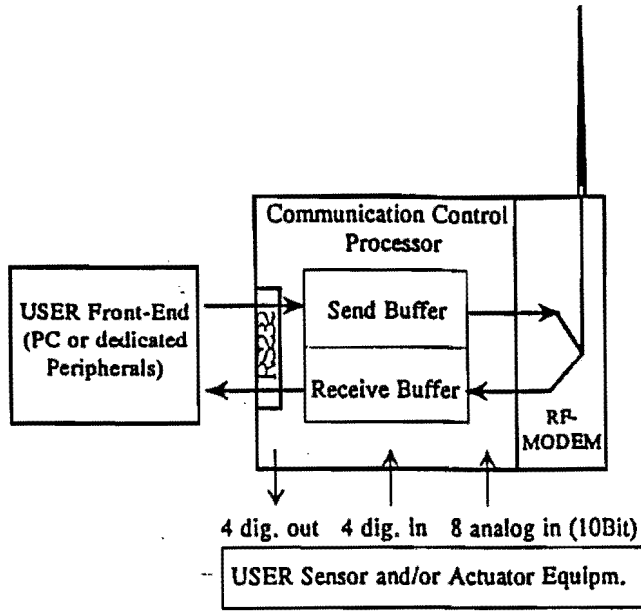 Communication Control
Processor
USER Front-End
(PC or dedicated
Peripherals)
RS232
Send Buffer
Receive Buffer
RF-
MODEM
4 dig. out 4 dig. in 8 analog in (10Bit)
USER Sensor and/or Actuator Equipm.